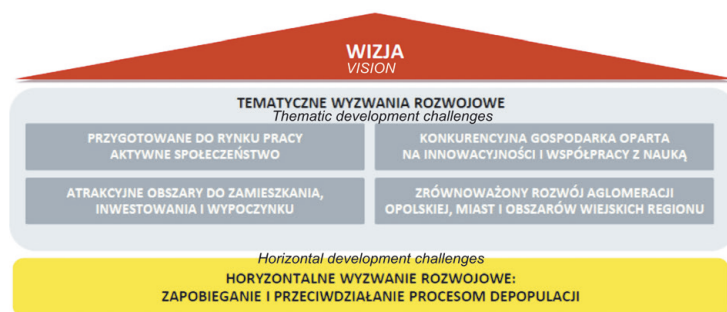 WIZJA
VISION
TEMATYCZNE WYZWANIA ROZWOJOWE
Thematic development challenges
PRZYGOTOWANE DO RYNKU PRACY
AKTYWNE SPOŁECZEŃSTWO
KONKURENCYJNA GOSPODARKA OPARTA
NA INNOWACYJNOŚCI I WSPÓŁPRACY Z NAUKĄ
ATRAKCYJNE OBSZARY DO ZAMIESZKANIA,
INWESTOWANIA I WYPOCZYNKU
ZRÓWNOWAŻONY ROZWÓJ AGLOMERACJI
OPOLSKIEJ, MIAST I OBSZARÓW WIEJSKICH REGIONU
Horizontal development challenges
HORYZONTALNE WYZWANIE ROZWOJOWE:
ZAPOBIEGANIE I PRZECIWDZIAŁANIE PROCESOM DEPOPULACJI